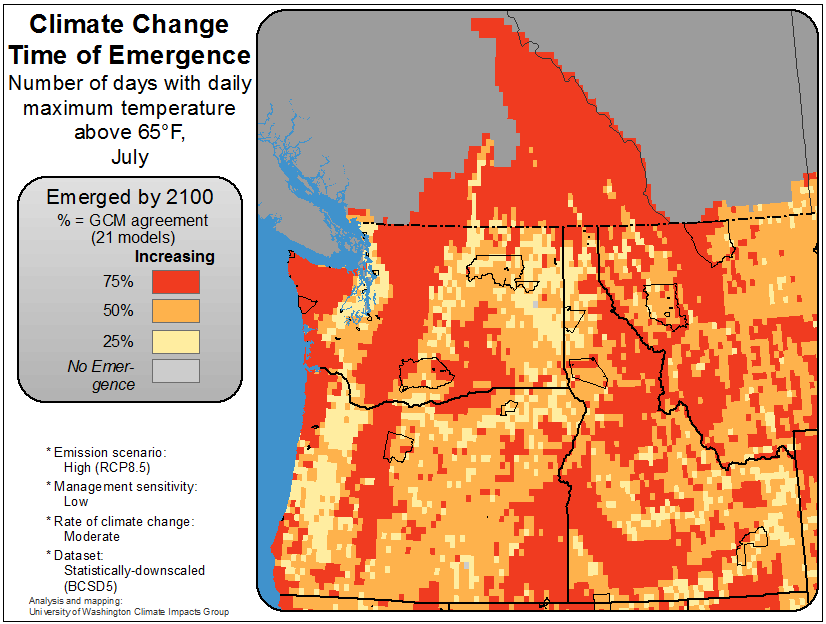 Climate Change
Time of Emergence
Number of days with daily
maximum temperature
above 65°F,
July
Emerged by 2100
% = GCM agreement
(21 models)
Increasing
75%
50%
25%
No Emer-
gence
* Emission scenario:
High (RCP8.5)
* Management sensitivity:
Low
* Rate of climate change:
Moderate
* Dataset:
Statistically-downscaled
(BCSD5)
Analysis and mapping:
University of Washington Climate Impacts Group